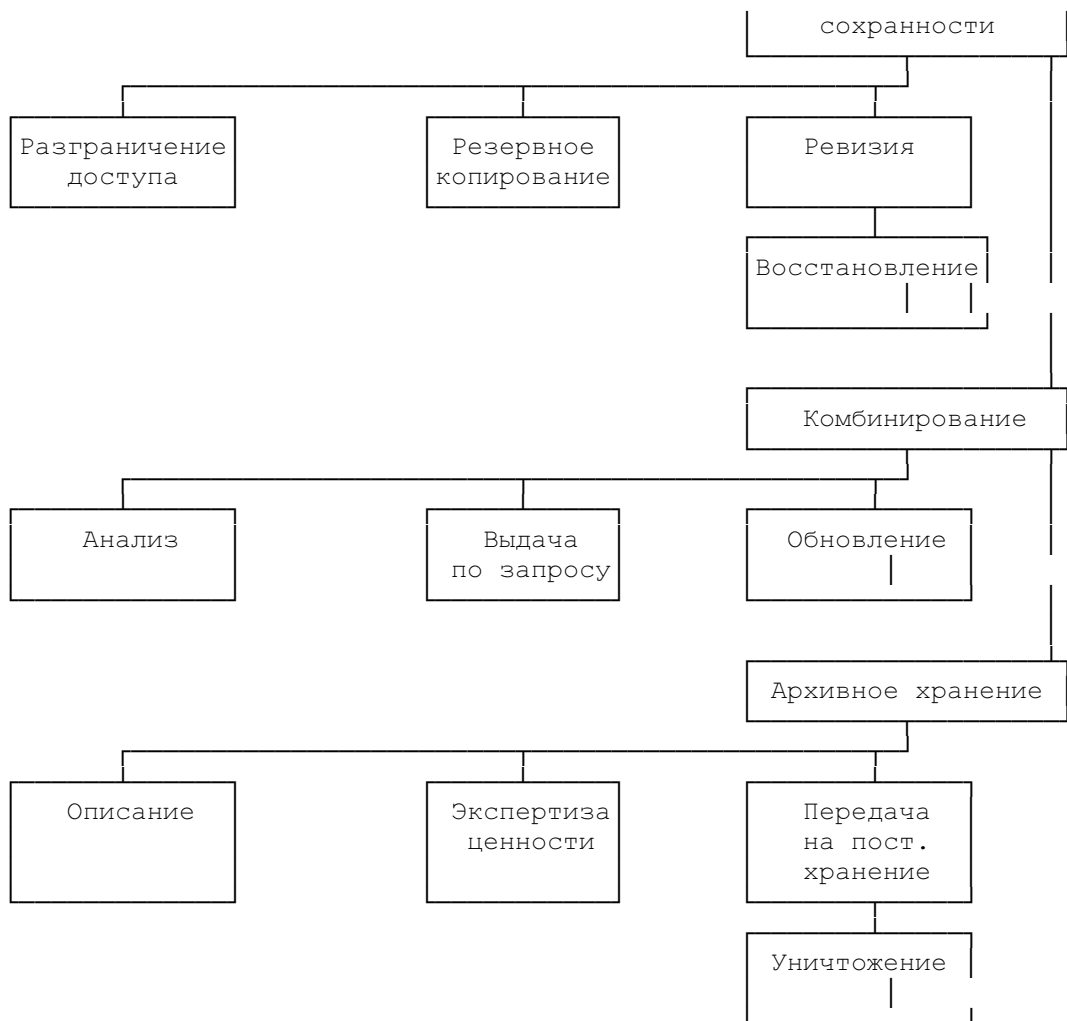 сохранности
Разграничение
доступа
Резервное
копирование
Ревизия
Восстановление
Комбинирование
Анализ
Выдача
по запросу
Обновление
Архивное хранение
Описание
Экспертиза
ценности
Передача
на пост.
хранение
Уничтожение